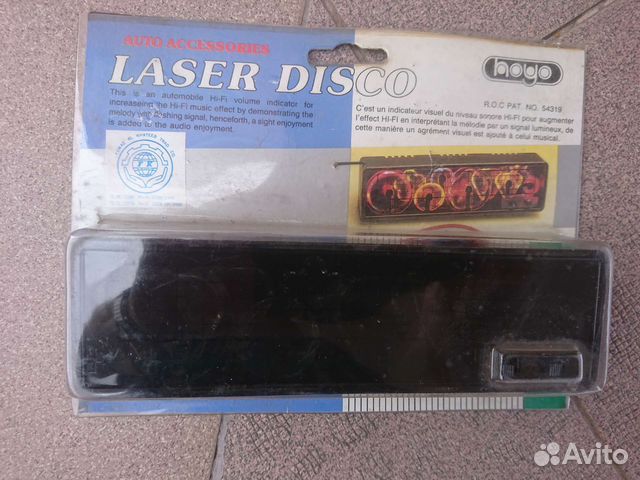 AUTO ACCESSORIES
LASER DISCO
hoyo
This is an automobile Hi-Fi volume indicator for
increaseing the Hi-Fi music effect by demonstrating the
melody with flashing signal, henceforth, a sight enjoyment
is added to the audio enjoyment.
R.O.C PAT. NO. 54319
C'est un indicateur visuel du niveau sonore Hi-Fi pour augmenter
l'effect HI-FI en interprétant la mélodie par un signal lumineux, de
cette manière un agrément visuel est ajouté à celui musical.
Avito